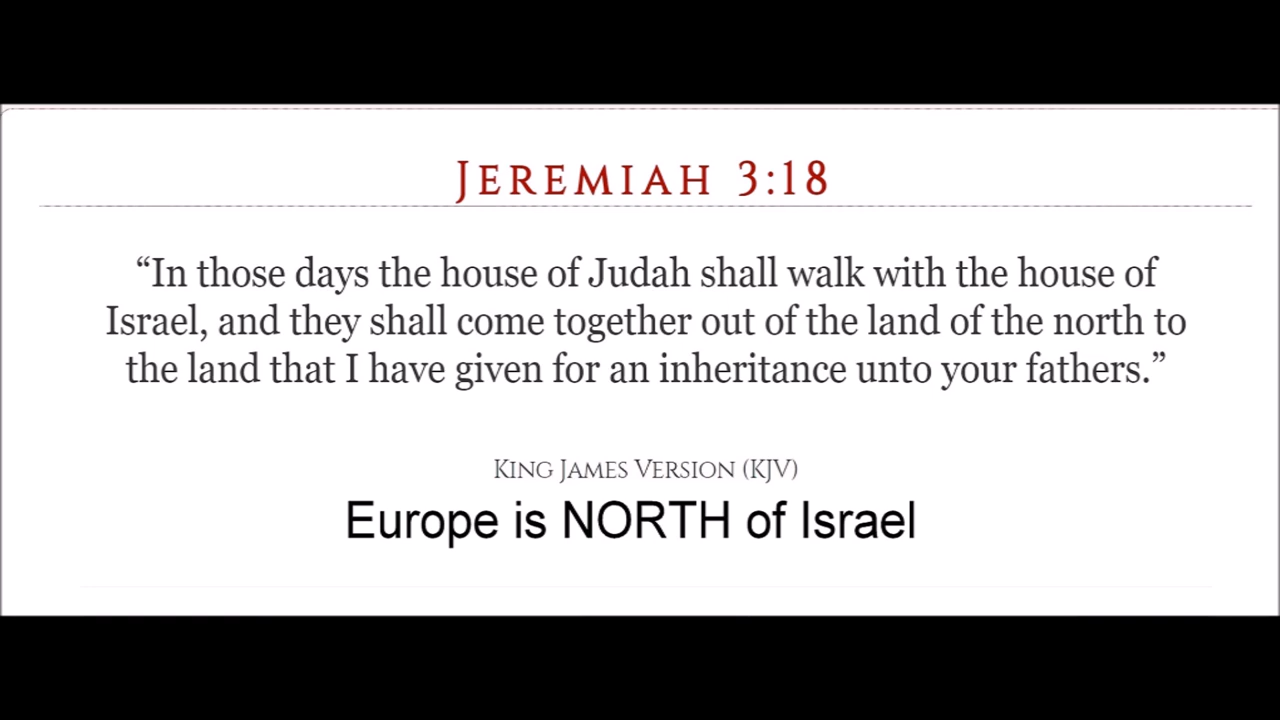 JEREMIAH 3:18
“In those days the house of Judah shall walk with the house of
Israel, and they shall come together out of the land of the north to
the land that I have given for an inheritance unto your fathers.”
KING JAMES VERSION (KJV)
Europe is NORTH of Israel